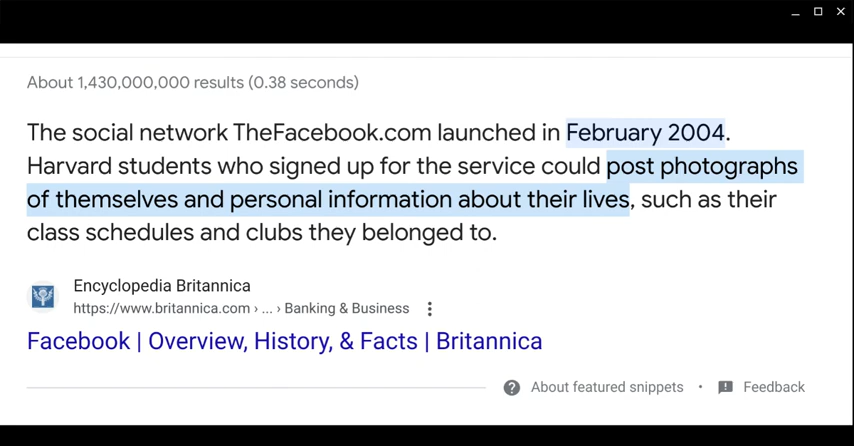 About 1,430,000,000 results (0.38 seconds)
The social network TheFacebook.com launched in February 2004.
Harvard students who signed up for the service could post photographs
of themselves and personal information about their lives, such as their
class schedules and clubs they belonged to.
Encyclopedia Britannica
https://www.britannica.com › ... › Banking & Business
Facebook | Overview, History, & Facts | Britannica
About featured snippets • Feedback